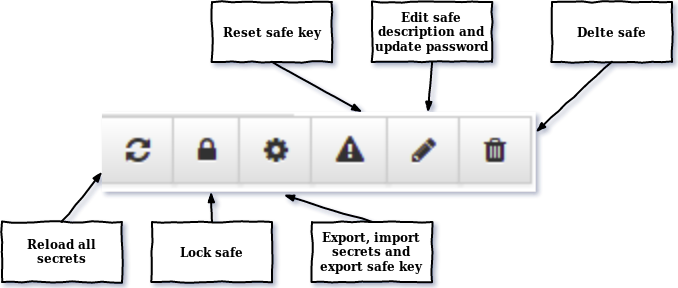 Reset safe key
Edit safe
description and
update password
Delte safe
Reload all
secrets
Lock safe
Export, import
secrets and
export safe key